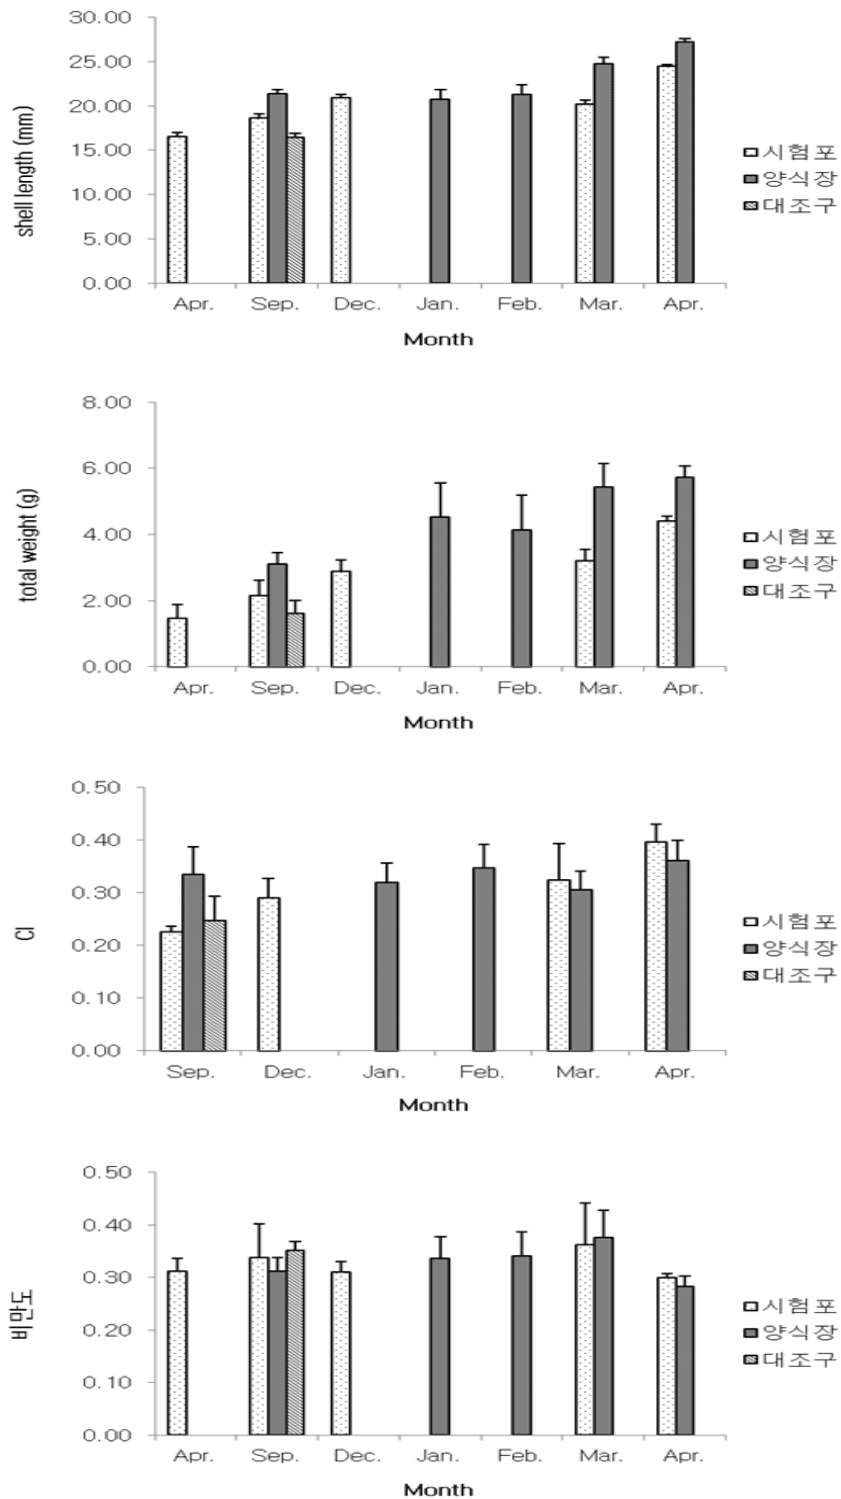 30.00
25.00
20.00
15.00
10.00
5.00
0.00
shell length (mm)
Apr. Sep. Dec. Jan. Feb. Mar. Apr.
Month
시험포
양식장
대조구
8.00
6.00
4.00
2.00
0.00
total weight (g)
Apr. Sep. Dec. Jan. Feb. Mar. Apr.
Month
시험포
양식장
대조구
0.50
0.40
0.30
0.20
0.10
0.00
CI
Sep. Dec. Jan. Feb. Mar. Apr.
Month
시험포
양식장
대조구
0.50
0.40
0.30
0.20
0.10
0.00
비만도
Apr. Sep. Dec. Jan. Feb. Mar. Apr.
Month
시험포
양식장
대조구